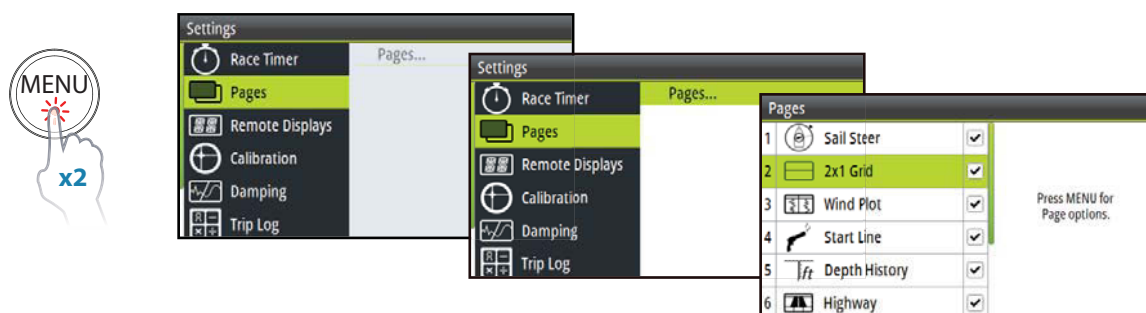 MENU
x2
Settings
Race Timer
Pages
Remote Displays
Calibration
Damping
Trip Log
Pages...
Settings
Race Timer
Pages
Remote Displays
Calibration
Damping
Trip Log
Pages...
Pages
1 Sail Steer
2 2x1 Grid
3 Wind Plot
4 Start Line
5 ft Depth History
6 Highway
Press MENU for
Page options.